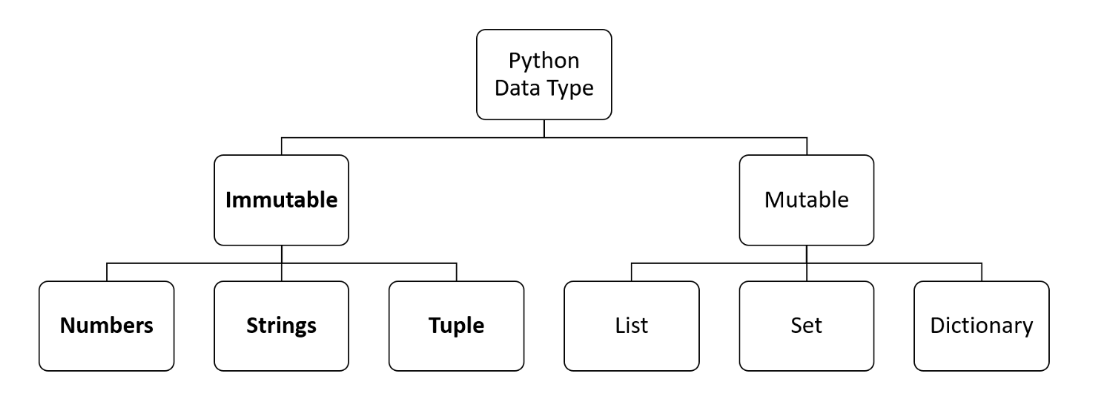 Python
Data Type
Immutable
Mutable
Numbers
Strings
Tuple
List
Set
Dictionary